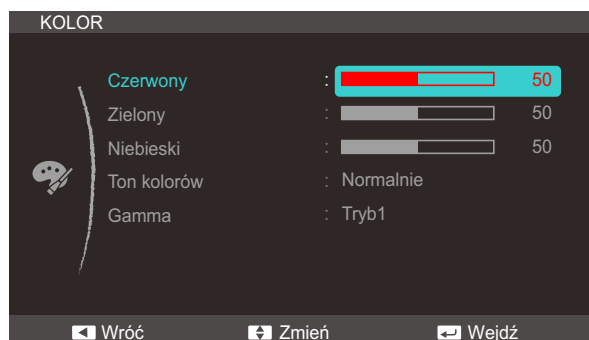 KOLOR
Czerwony : 50
Zielony : 50
Niebieski : 50
Ton kolorów : Normalnie
Gamma : Tryb1
Wróć Zmień Wejdź